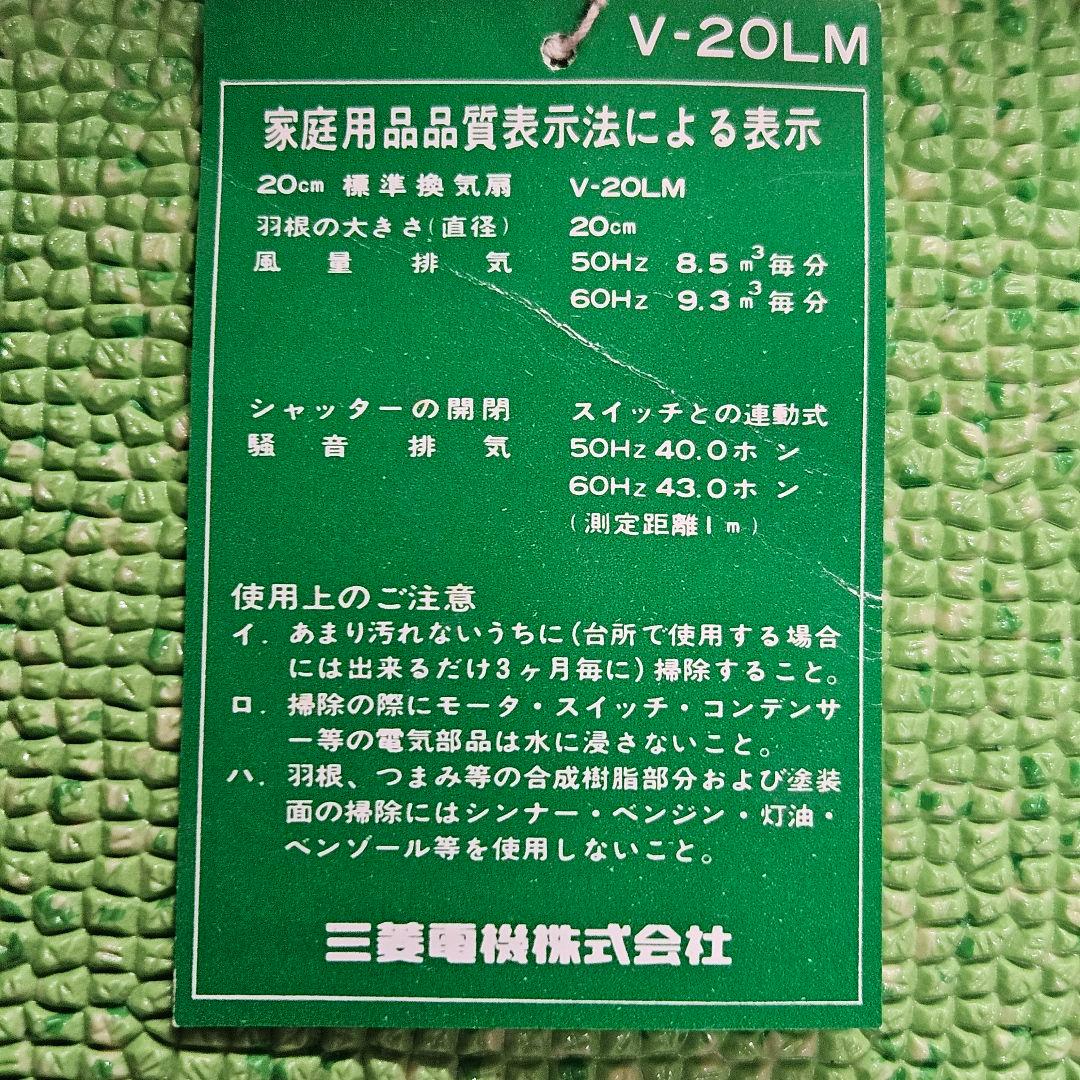 V-20LM
家庭用品品質表示法による表示
20cm 標準換気扇 V-20LM
羽根の大きさ(直径) 20cm
風量排気 50Hz 8.5 m³毎分
60Hz 9.3 m³毎分
シャッターの開閉 スイッチとの連動式
騒音排気 50Hz 40.0ホン
60Hz 43.0ホン
(測定距離1m)
使用上のご注意
イ. あまり汚れないうちに(台所で使用する場合
には出来るだけ3ヶ月毎に)掃除すること。
ロ. 掃除の際にモータ・スイッチ・コンデンサ
ー等の電気部品は水に浸さないこと。
ハ. 羽根、つまみ等の合成樹脂部分および塗装
面の掃除にはシンナー・ベンジン・灯油・
ベンゾール等を使用しないこと。
三菱電機株式会社